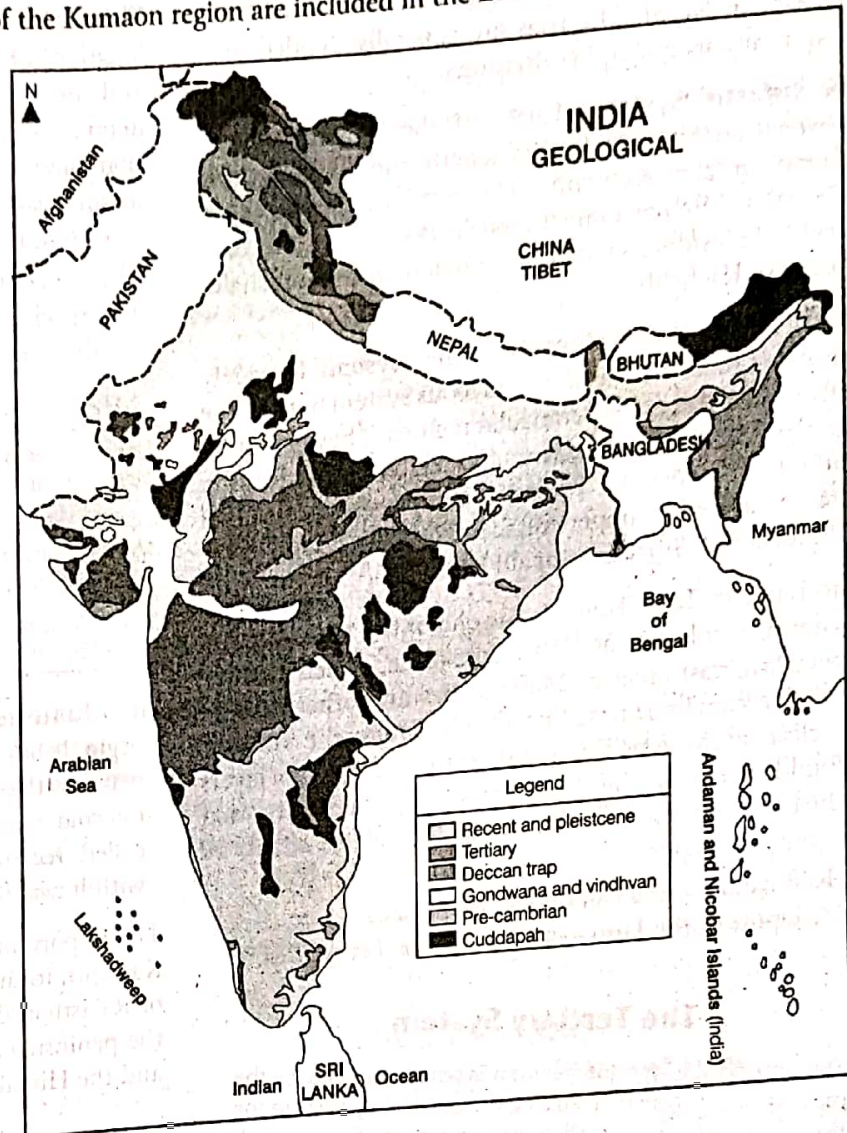 of the Kumaon region are included in the
N
INDIA
GEOLOGICAL
Afghanistan
PAKISTAN
CHINA
TIBET
NEPAL
BHUTAN
BANGLADESH
Myanmar
Bay
of
Bengal
Arabian
Sea
Legend
Recent and pleistcene
Tertiary
Deccan trap
Gondwana and vindhvan
Pre-cambrian
Cuddapah
Andaman and Nicobar Islands (India)
Lakshadweep
The Tertiary System
SRI
LANKA
Indian
Ocean